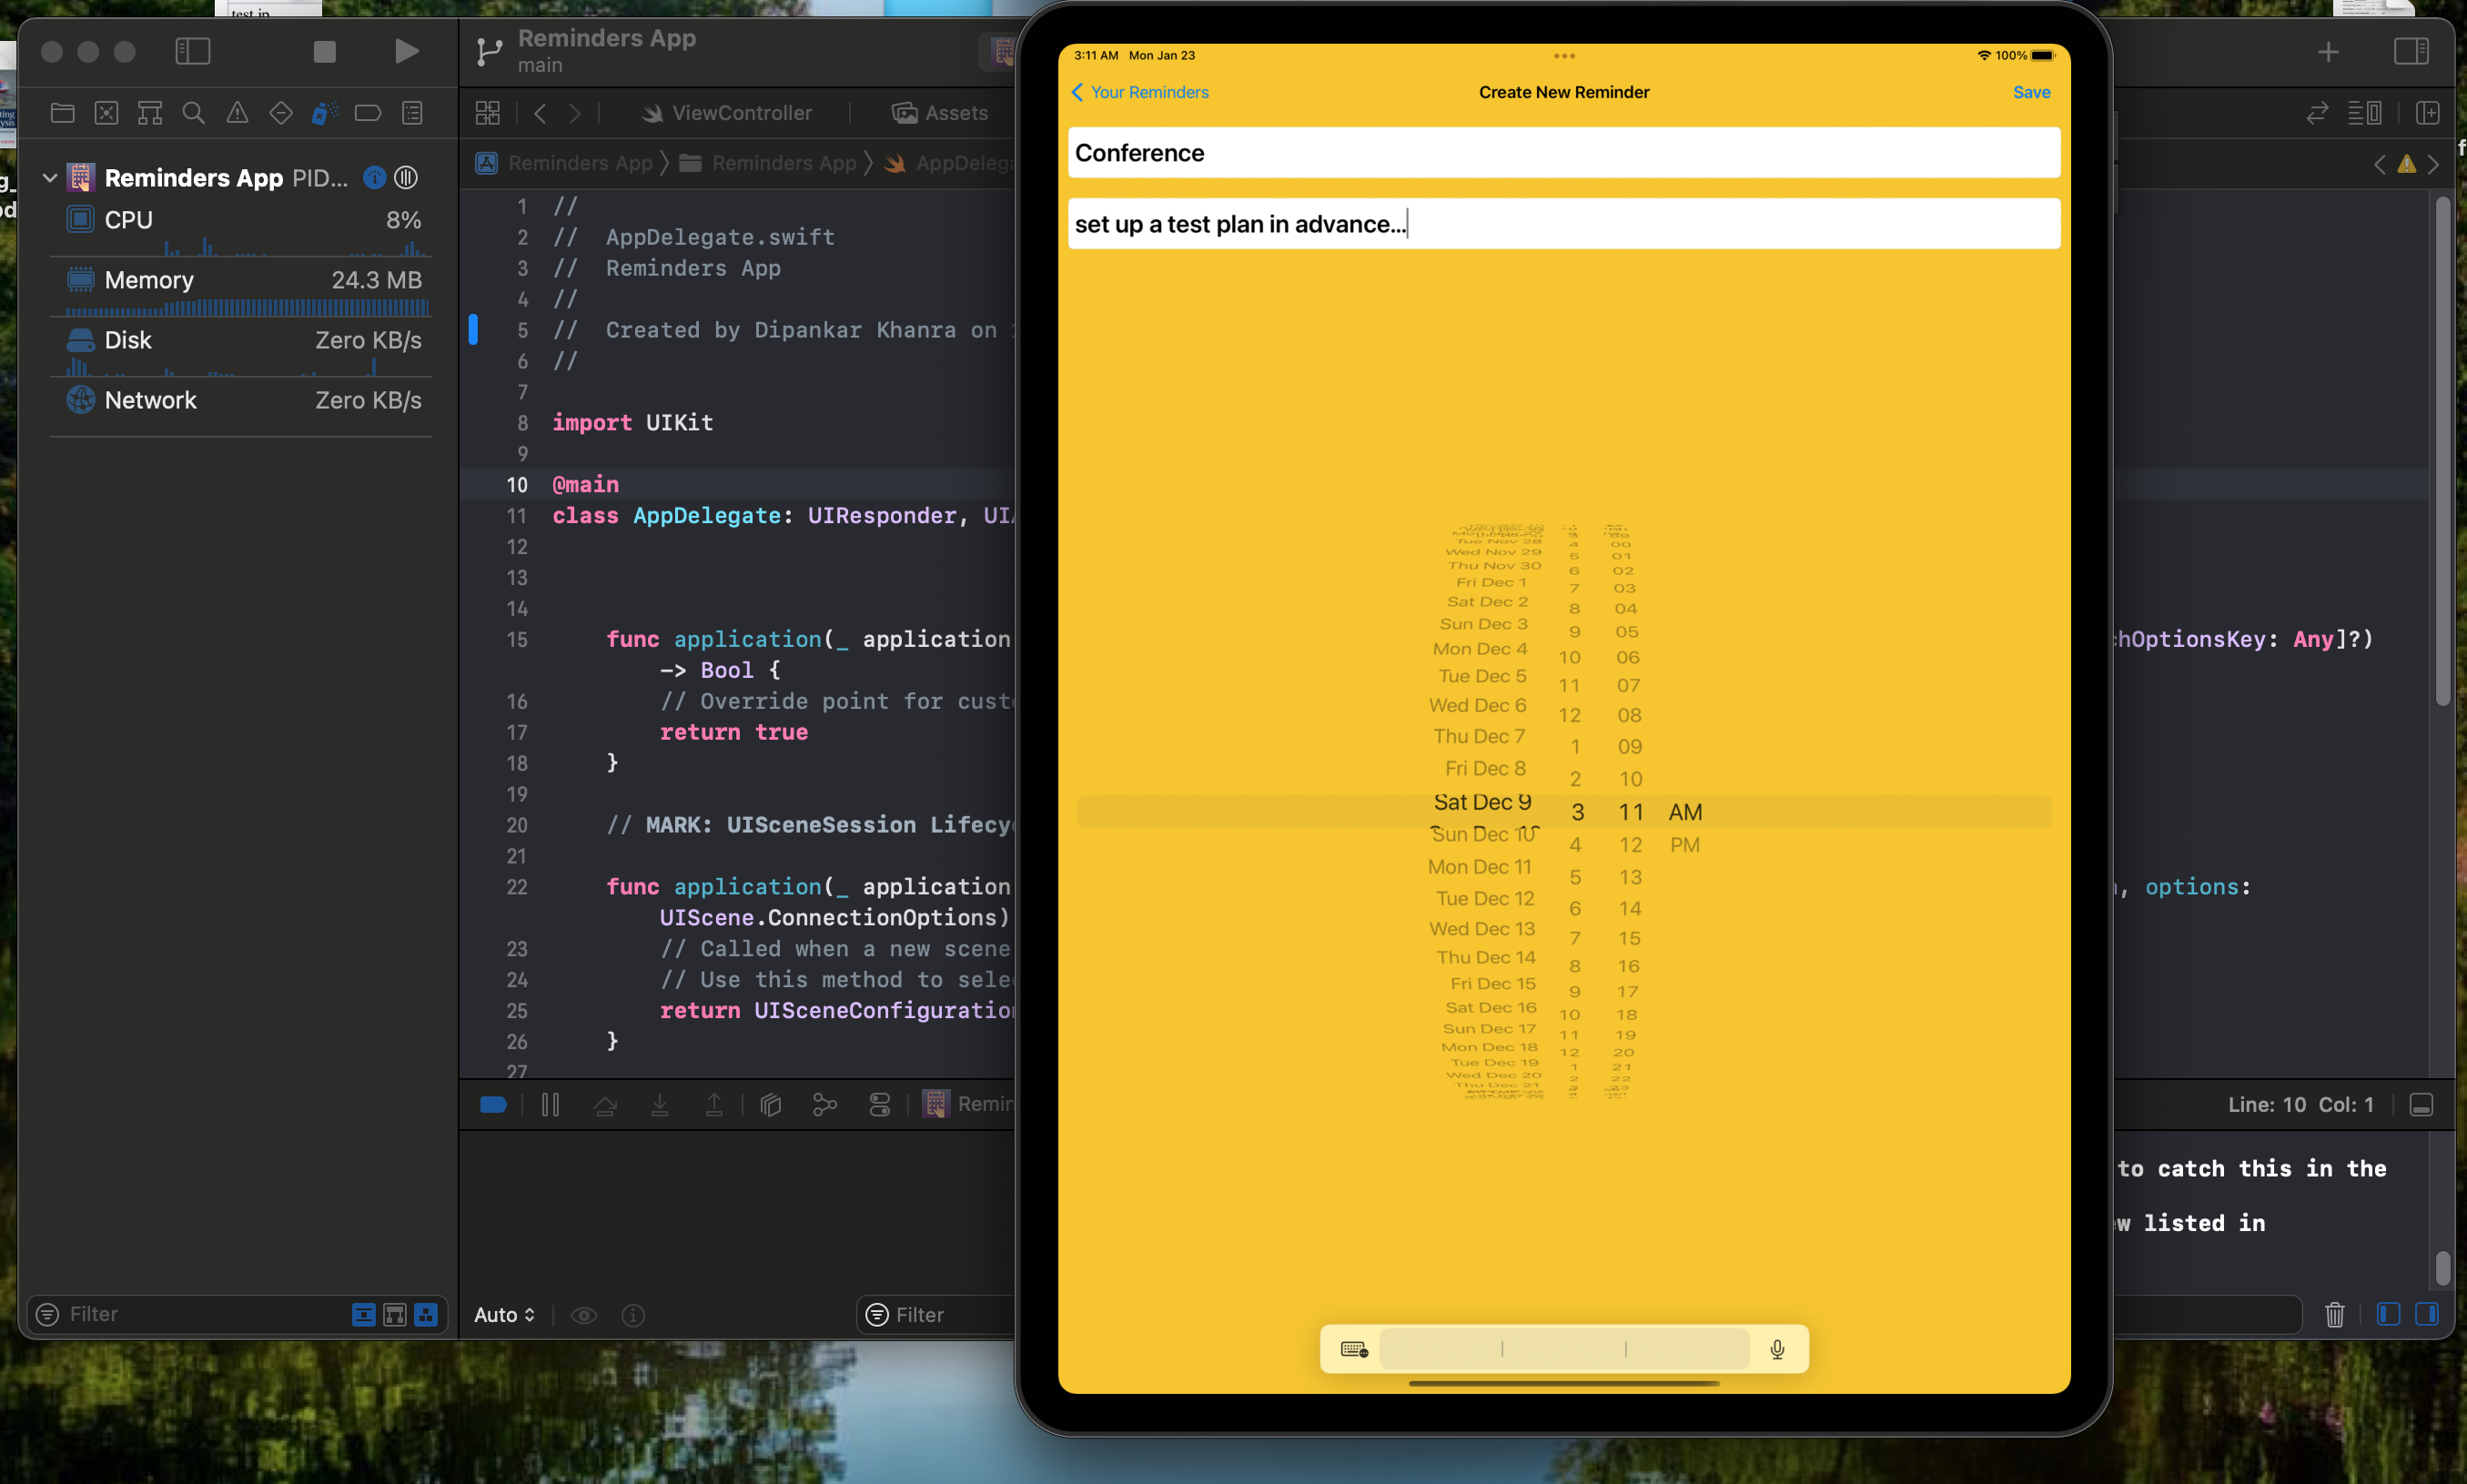 test.ip
Reminders App
main
ViewController
Assets
Reminders App
Reminders App
Reminders App PID...
CPU 8%
Memory 24.3 MB
Disk Zero KB/s
Network Zero KB/s
1 //
2 // AppDelegate.swift
3 // Reminders App
4 //
5 // Created by Dipankar Khanra on
6 //
7
8 import UIKit
9
10 @main
11 class AppDelegate: UIResponder,
12
13
14
15 func application(_ application
-> Bool {
16 // Override point for
17 return true
18 }
19
20 // MARK: UISceneSession
21
22 func application(_ application
UIScene.ConnectionOptions)
23 // Called when a new scene
24 // Use this method to
25 return
26 }
27
Any]?)
, options:
Auto
Filter
Filter
Line: 10 Col: 1
to catch this in the
listed in
3:11 AM Mon Jan 23
100%
Your Reminders
Create New Reminder
Save
Conference
set up a test plan in advance...
Tue Nov 28 4 00
Wed Nov 29 5 01
Thu Nov 30 6 02
Fri Dec 1 7 03
Sat Dec 2 8 04
Sun Dec 3 9 05
Mon Dec 4 10 06
Tue Dec 5 11 07
Wed Dec 6 12 08
Thu Dec 7 1 09
Fri Dec 8 2 10
Sat Dec 9 3 11 AM
Sun Dec 10 4 12 PM
Mon Dec 11 5 13
Tue Dec 12 6 14
Wed Dec 13 7 15
Thu Dec 14 8 16
Fri Dec 15 9 17
Sat Dec 16 10 18
Sun Dec 17 11 19
Mon Dec 18 12 20
Tue Dec 19 1 21
Wed Dec 20 2 22
Thu Dec 21 3 23